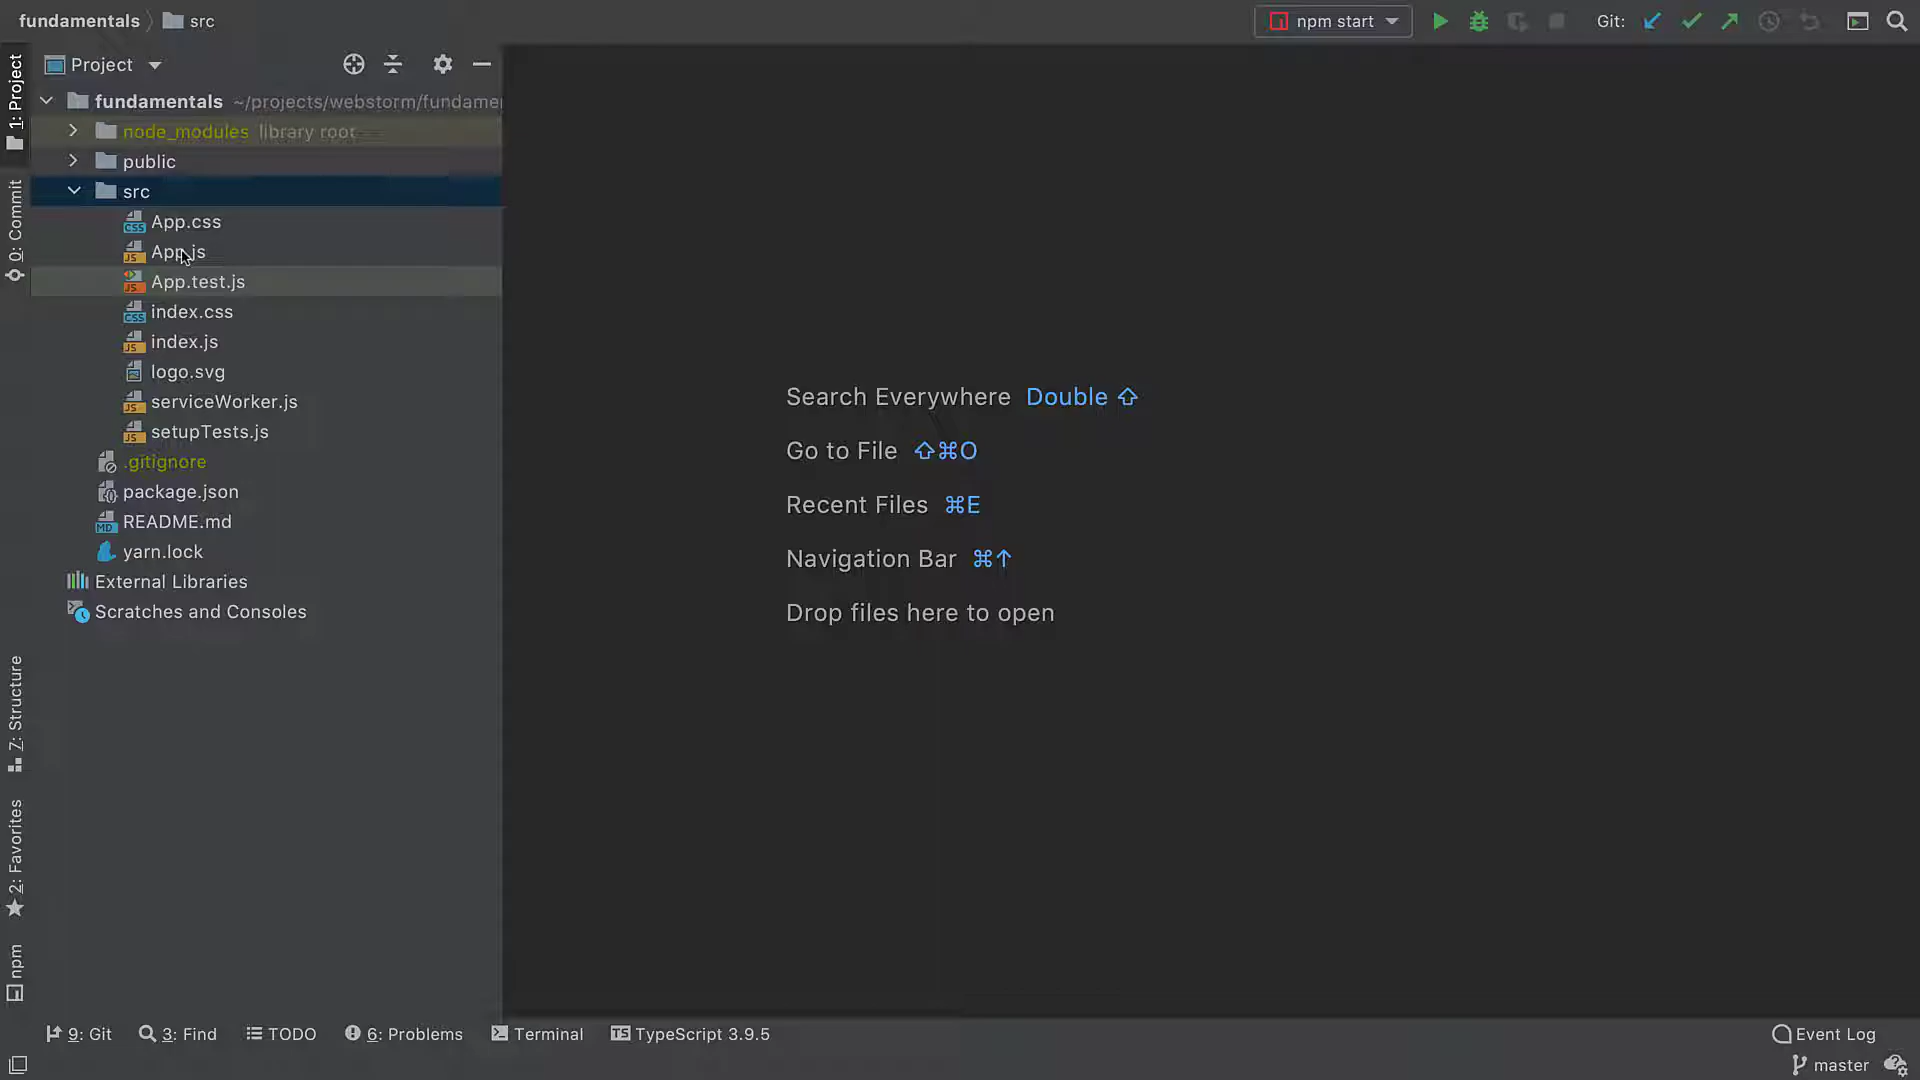 fundamentals
src
npm start
Git:
Project
1: Project
0: Commit
7: Structure
2: Favorites
npm
fundamentals ~/projects/webstorm/fundame
node_modules library root
public
src
App.css
App.js
App.test.js
index.css
index.js
logo.svg
serviceWorker.js
setupTests.js
.gitignore
package.json
README.md
yarn.lock
External Libraries
Scratches and Consoles
Search Everywhere Double ⇧
Go to File ⇧⌘O
Recent Files ⌘E
Navigation Bar ⌘↑
Drop files here to open
9: Git
3: Find
TODO
6: Problems
Terminal
TS TypeScript 3.9.5
Event Log
master